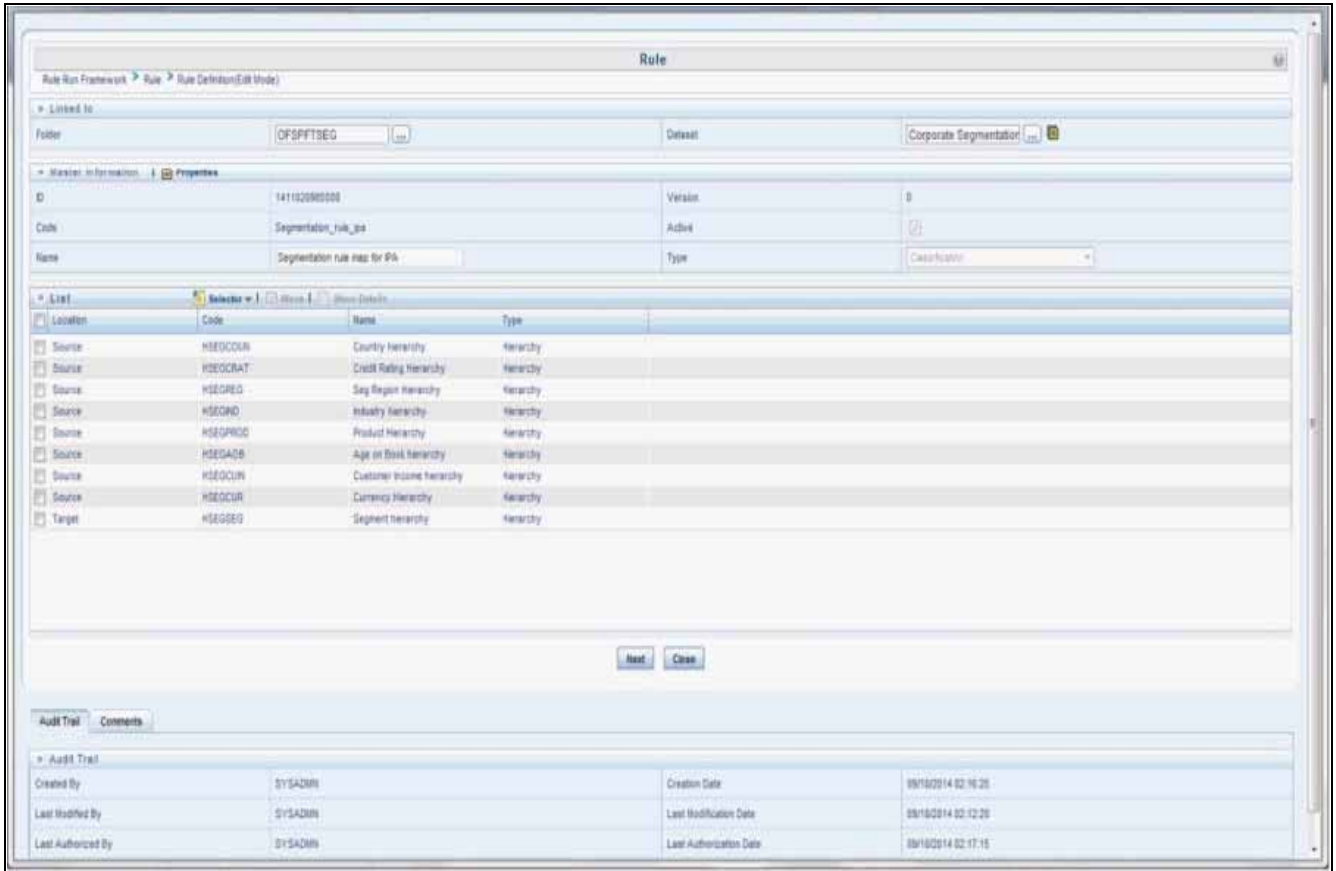 Rule
Rule Run Framework > Rule > Rule Definition(Edit Mode)
Linked to
Folder OFSPFTSEG ... Dataset Corporate Segmentation ...
Master Information | Properties
ID Version 0
Code Segmentation_rule_ipa Active
Name Segmentation rule map for IPA Type Classification
List Selector | Move | Show Details
Location Code Name Type
Source HSEGCOUN Country hierarchy Hierarchy
Source HSEGCRAT Credit Rating hierarchy Hierarchy
Source HSEGREG Seg Region hierarchy Hierarchy
Source HSEGIND Industry hierarchy Hierarchy
Source HSEGPROD Product Hierarchy Hierarchy
Source HSEGAOB Age on Book hierarchy Hierarchy
Source HSEGCUIN Customer Income hierarchy Hierarchy
Source HSEGCUR Currency Hierarchy Hierarchy
Target HSEGSEG Segment hierarchy Hierarchy
Next Close
Audit Trail Comments
Audit Trail
Created By SYSADMN Creation Date
Last Modified By SYSADMN Last Modification Date
Last Authorized By SYSADMN Last Authorization Date